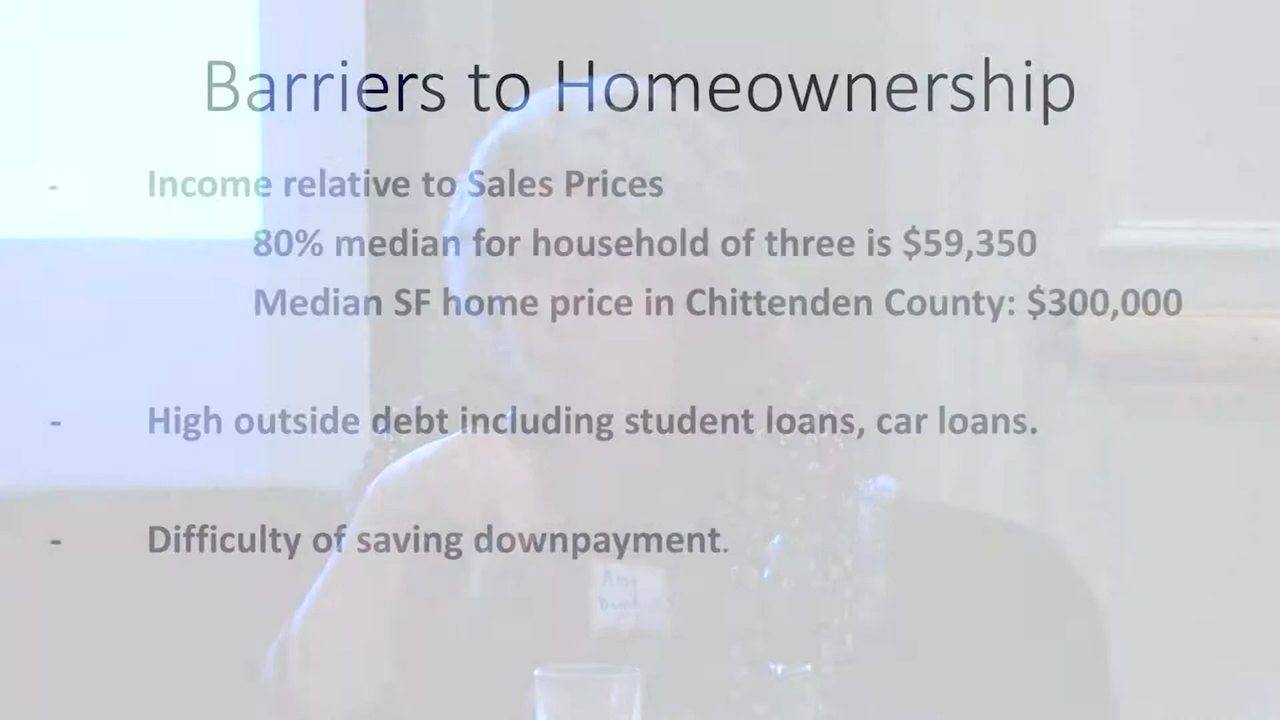 Barriers to Homeownership
- Income relative to Sales Prices
80% median for household of three is $59,350
Median SF home price in Chittenden County: $300,000
- High outside debt including student loans, car loans.
- Difficulty of saving downpayment.
Amy